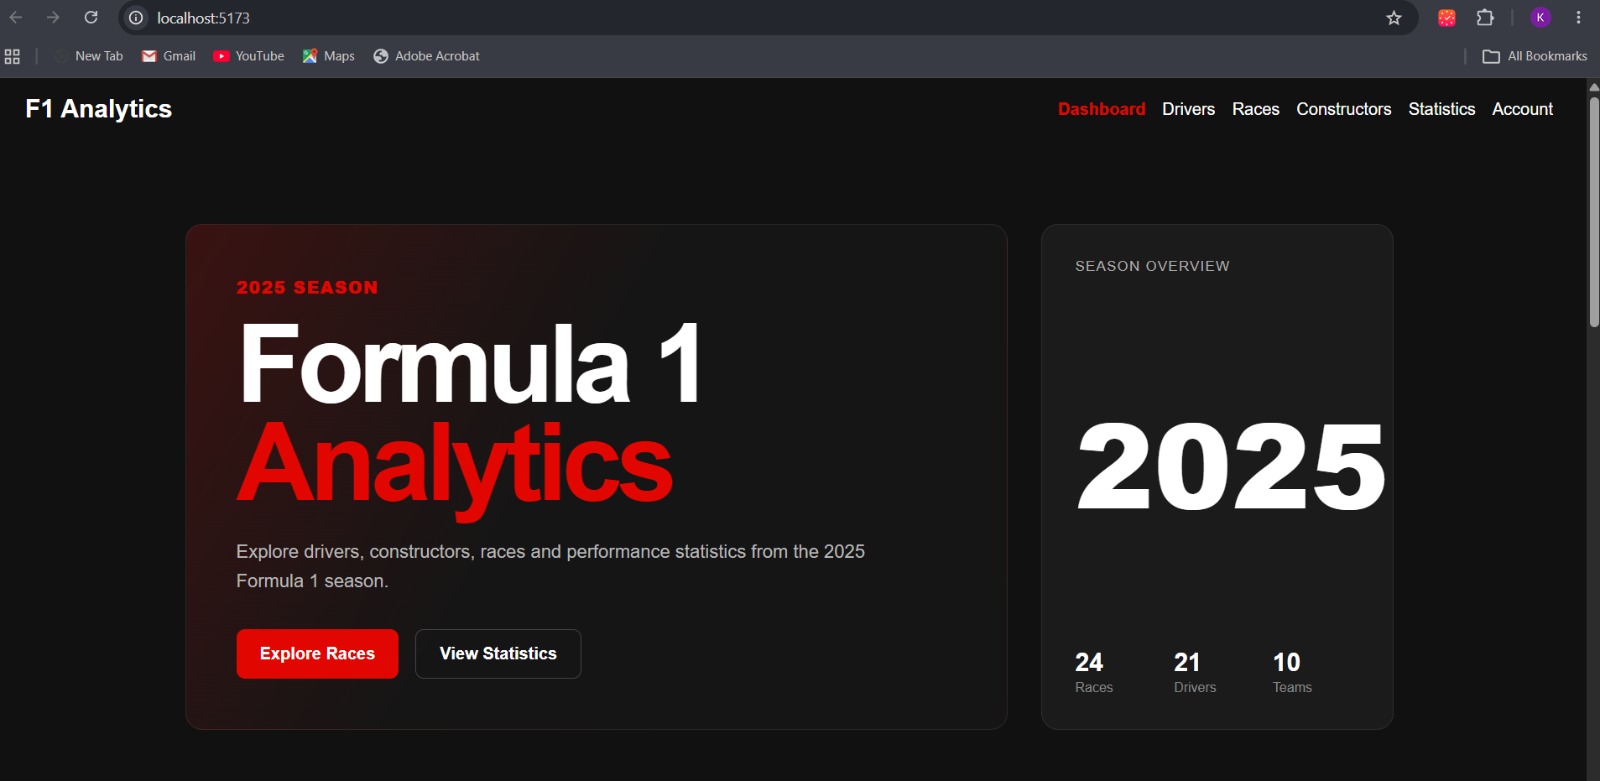 localhost:5173
K
New Tab
Gmail
YouTube
Maps
Adobe Acrobat
All Bookmarks
F1 Analytics
Dashboard
Drivers
Races
Constructors
Statistics
Account
2025 SEASON
Formula 1
Analytics
Explore drivers, constructors, races and performance statistics from the 2025
Formula 1 season.
Explore Races
View Statistics
SEASON OVERVIEW
2025
24
Races
21
Drivers
10
Teams